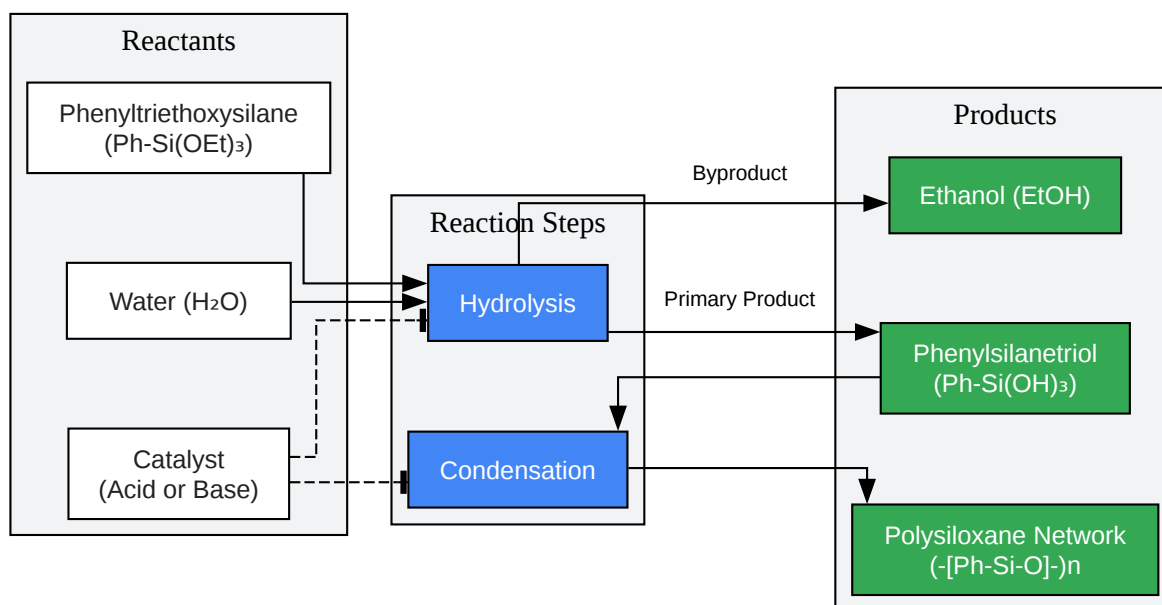 Reactants
Phenyltriethoxysilane
(Ph-Si(OEt)₃)
Water (H₂O)
Catalyst
(Acid or Base)
Reaction Steps
Hydrolysis
Condensation
Byproduct
Primary Product
Products
Ethanol (EtOH)
Phenylsilanetriol
(Ph-Si(OH)₃)
Polysiloxane Network
(-[Ph-Si-O]-)n